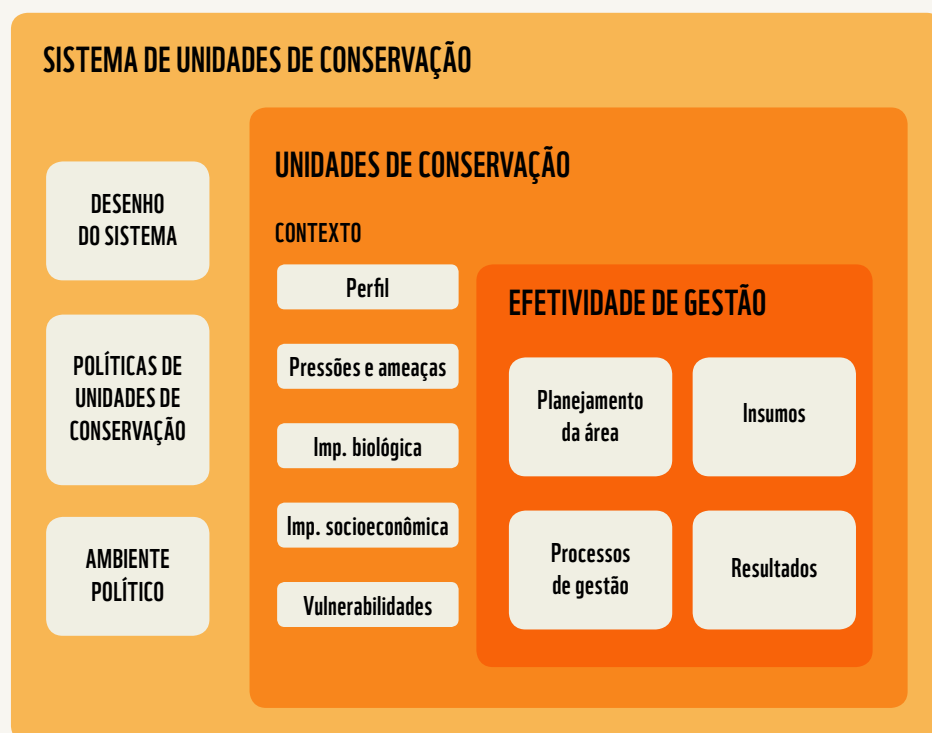 SISTEMA DE UNIDADES DE CONSERVAÇÃO
DESENHO
DO SISTEMA
POLÍTICAS DE
UNIDADES DE
CONSERVAÇÃO
AMBIENTE
POLÍTICO
UNIDADES DE CONSERVAÇÃO
CONTEXTO
Perfil
Pressões e ameaças
Imp. biológica
Imp. socioeconômica
Vulnerabilidades
EFETIVIDADE DE GESTÃO
Planejamento
da área
Insumos
Processos
de gestão
Resultados